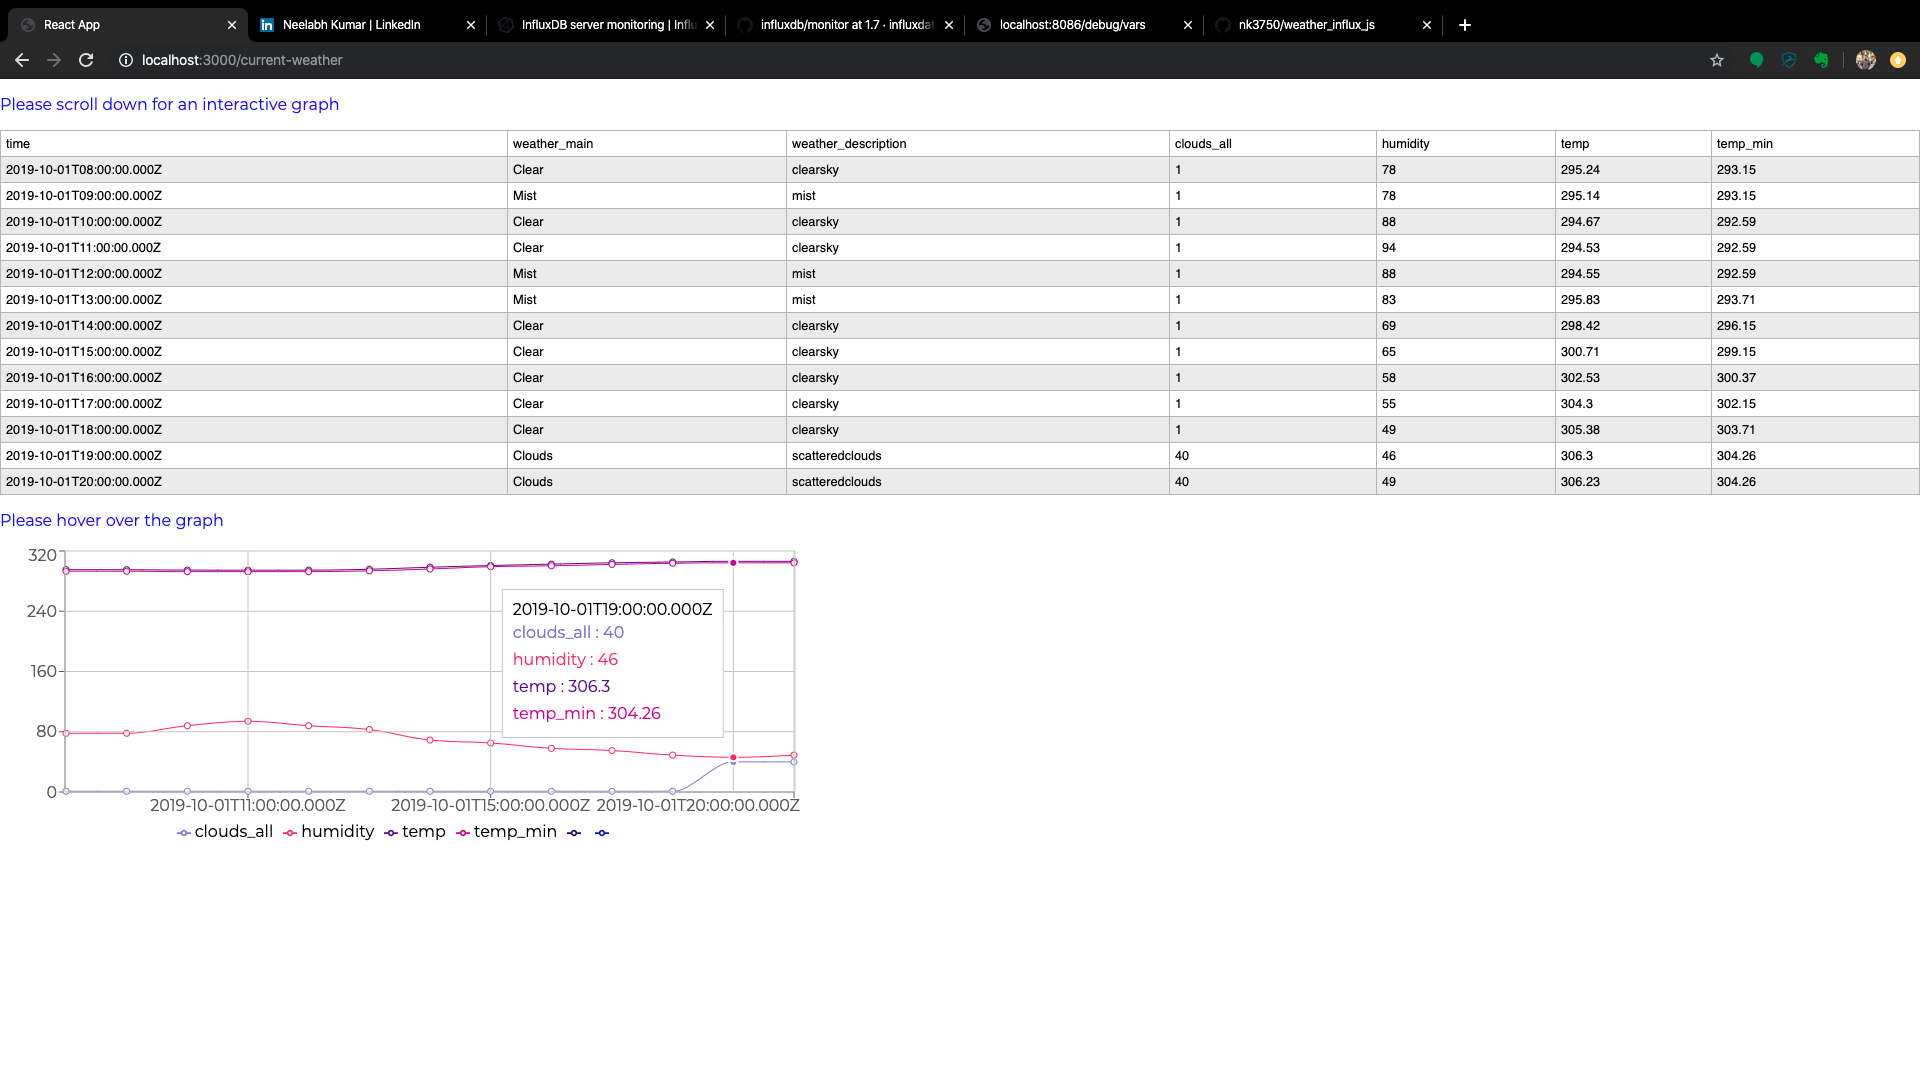 React App
Neelabh Kumar | LinkedIn
InfluxDB server monitoring | Influ
influxdb/monitor at 1.7 · influxdat
localhost:8086/debug/vars
nk3750/weather_influx_js
localhost:3000/current-weather
Please scroll down for an interactive graph
time weather_main weather_description clouds_all humidity temp temp_min
2019-10-01T08:00:00.000Z Clear clearsky 1 78 295.24 293.15
2019-10-01T09:00:00.000Z Mist mist 1 78 295.14 293.15
2019-10-01T10:00:00.000Z Clear clearsky 1 88 294.67 292.59
2019-10-01T11:00:00.000Z Clear clearsky 1 94 294.53 292.59
2019-10-01T12:00:00.000Z Mist mist 1 88 294.55 292.59
2019-10-01T13:00:00.000Z Mist mist 1 83 295.83 293.71
2019-10-01T14:00:00.000Z Clear clearsky 1 69 298.42 296.15
2019-10-01T15:00:00.000Z Clear clearsky 1 65 300.71 299.15
2019-10-01T16:00:00.000Z Clear clearsky 1 58 302.53 300.37
2019-10-01T17:00:00.000Z Clear clearsky 1 55 304.3 302.15
2019-10-01T18:00:00.000Z Clear clearsky 1 49 305.38 303.71
2019-10-01T19:00:00.000Z Clouds scatteredclouds 40 46 306.3 304.26
2019-10-01T20:00:00.000Z Clouds scatteredclouds 40 49 306.23 304.26
Please hover over the graph
320
240
160
80
0
2019-10-01T19:00:00.000Z
clouds_all : 40
humidity : 46
temp : 306.3
temp_min : 304.26
2019-10-01T11:00:00.000Z 2019-10-01T15:00:00.000Z 2019-10-01T20:00:00.000Z
clouds_all humidity temp temp_min